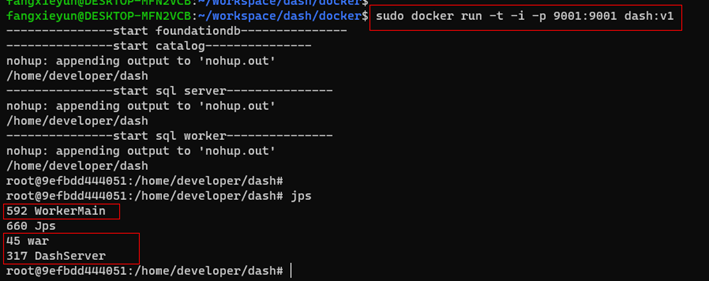 fangxieyun@DESKTOP-MFN2VCB:~/workspace/dash/docker$
fangxieyun@DESKTOP-MFN2VCB:~/workspace/dash/docker$ sudo docker run -t -i -p 9001:9001 dash:v1
---------------start foundationdb---------------
---------------start catalog---------------
nohup: appending output to 'nohup.out'
/home/developer/dash
---------------start sql server---------------
nohup: appending output to 'nohup.out'
/home/developer/dash
---------------start sql worker---------------
nohup: appending output to 'nohup.out'
/home/developer/dash
root@9efbdd444051:/home/developer/dash#
root@9efbdd444051:/home/developer/dash# jps
592 WorkerMain
660 Jps
45 war
317 DashServer
root@9efbdd444051:/home/developer/dash#